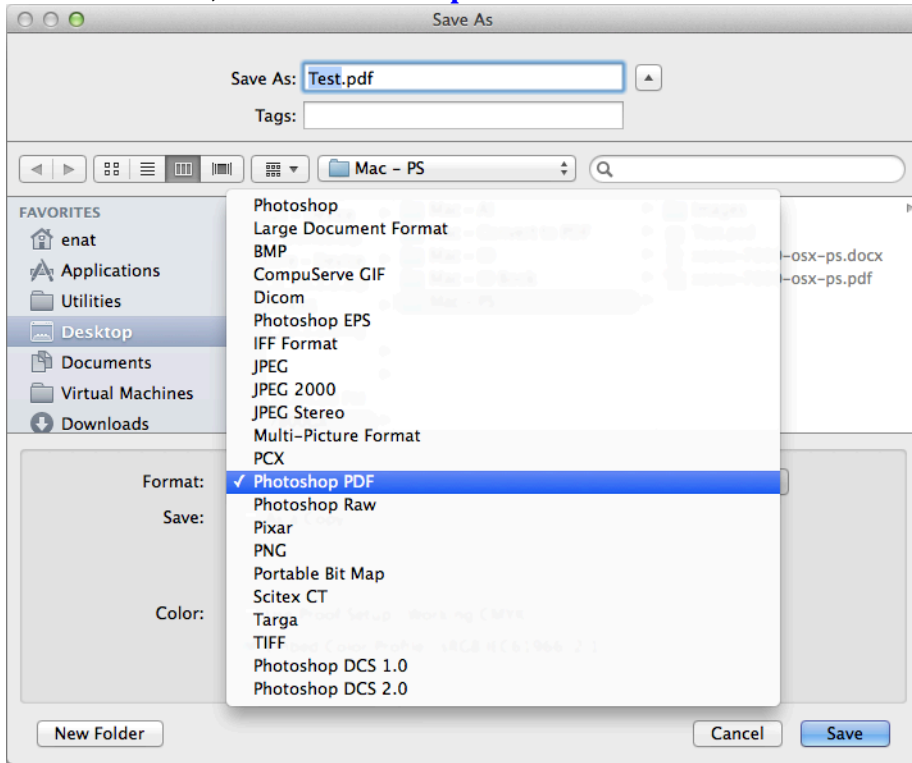 Save As
Save As: Test.pdf
Tags:
Mac – PS
FAVORITES
enat
Applications
Utilities
Desktop
Documents
Virtual Machines
Downloads
Photoshop
Large Document Format
BMP
CompuServe GIF
Dicom
Photoshop EPS
IFF Format
JPEG
JPEG 2000
JPEG Stereo
Multi-Picture Format
PCX
✓ Photoshop PDF
Photoshop Raw
Pixar
PNG
Portable Bit Map
Scitex CT
Targa
TIFF
Photoshop DCS 1.0
Photoshop DCS 2.0
-osx-ps.docx
-osx-ps.pdf
Format:
Save:
Color:
New Folder
Cancel
Save